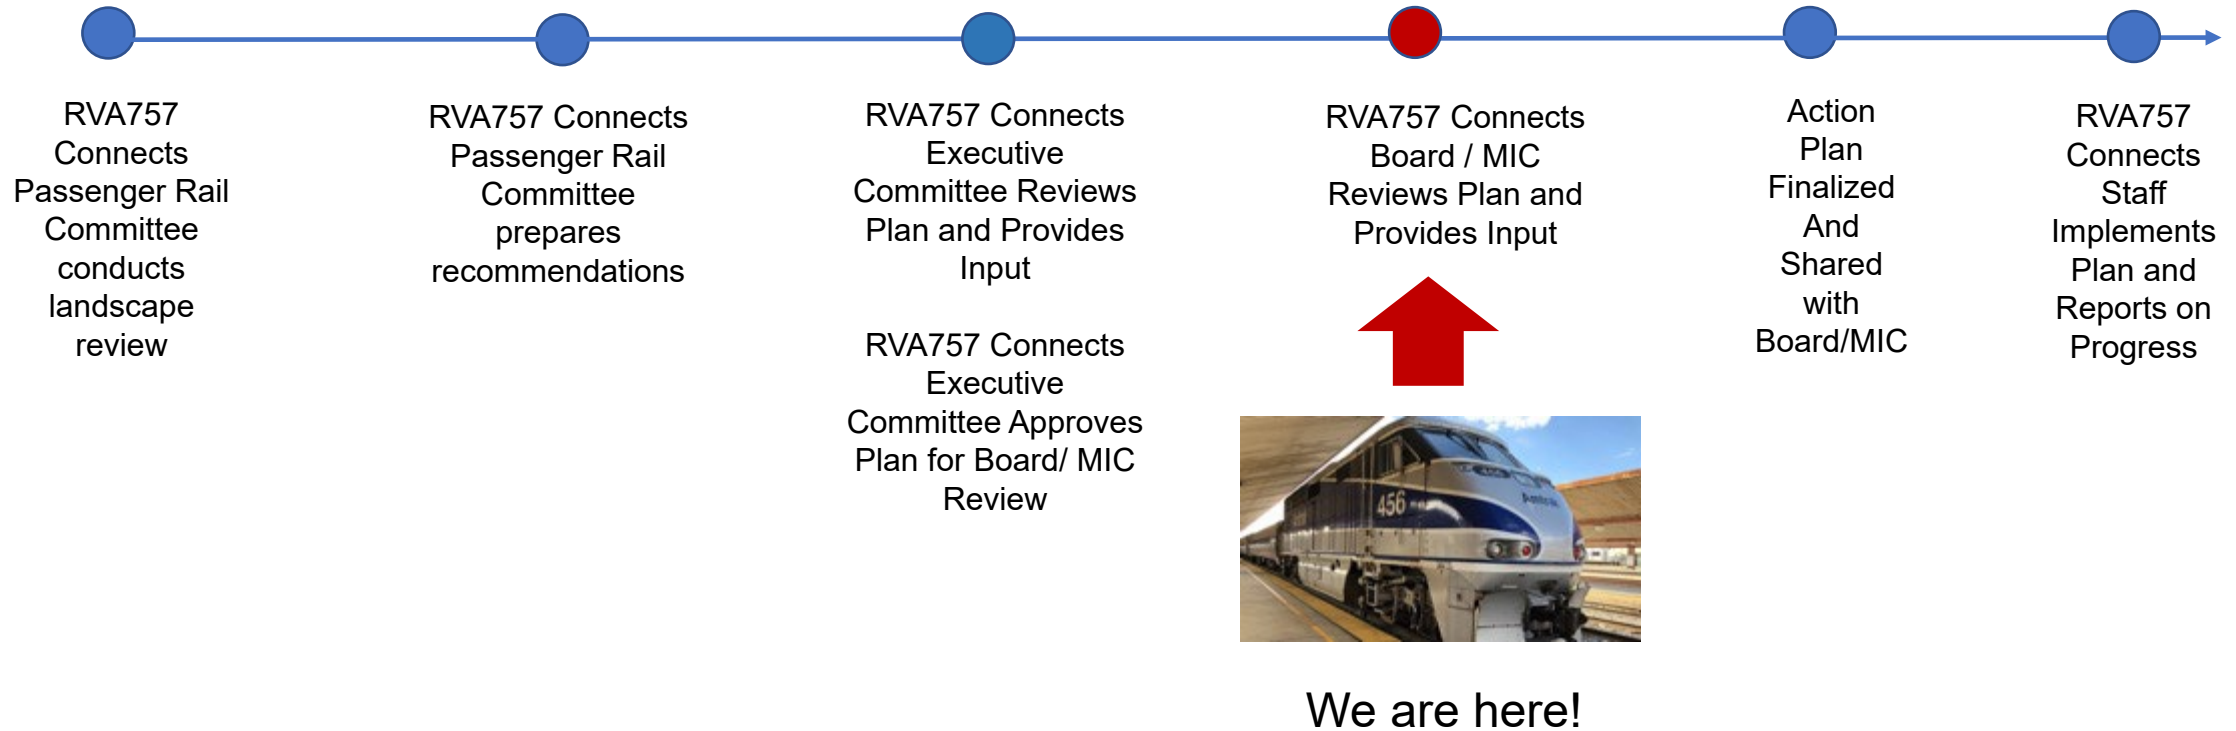 RVA757
Connects
Passenger Rail
Committee
conducts
landscape
review
RVA757 Connects
Passenger Rail
Committee
prepares
recommendations
RVA757 Connects
Executive
Committee Reviews
Plan and Provides
Input
RVA757 Connects
Executive
Committee Approves
Plan for Board/ MIC
Review
RVA757 Connects
Board / MIC
Reviews Plan and
Provides Input
456
We are here!
Action
Plan
Finalized
And
Shared
with
Board/MIC
RVA757
Connects
Staff
Implements
Plan and
Reports on
Progress